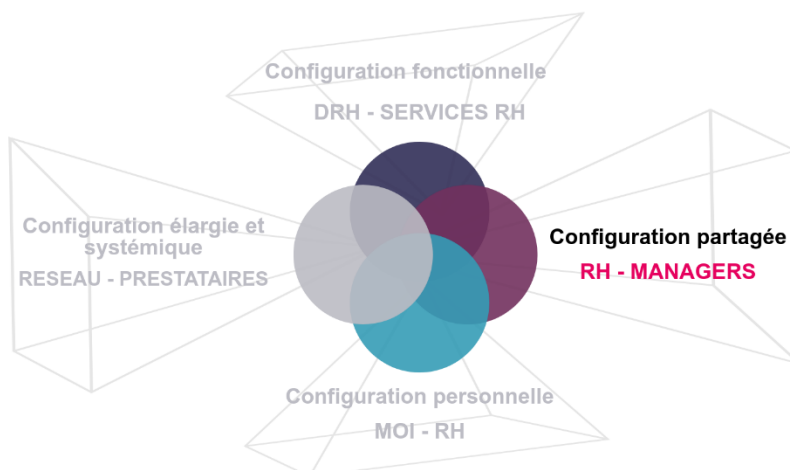 Configuration fonctionnelle
DRH - SERVICES RH
Configuration élargie et
systémique
RESEAU - PRESTATAIRES
Configuration partagée
RH - MANAGERS
Configuration personnelle
MOI - RH